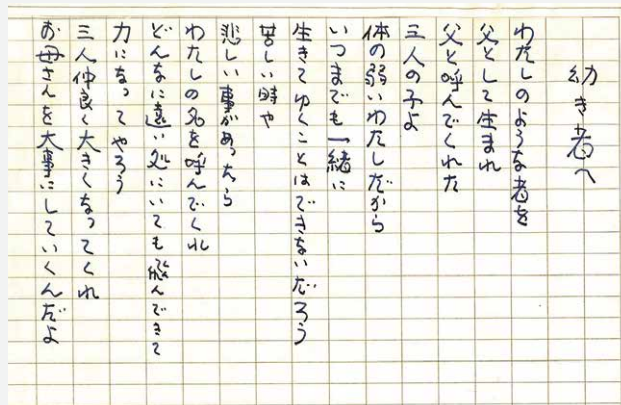 幼き者へ
わたしのような者を
父として生まれ
父と呼んでくれた
三人の子よ
体の弱いわたしだから
いつまでも一緒に
生きてゆくことはできないだろう
苦しい時や
悲しい事があったら
わたしの名を呼んでくれ
どんなに遠い処にいても飛んできて
力になってやろう
三人仲良く大きくなってくれ
お母さんを大事にしていくんだよ